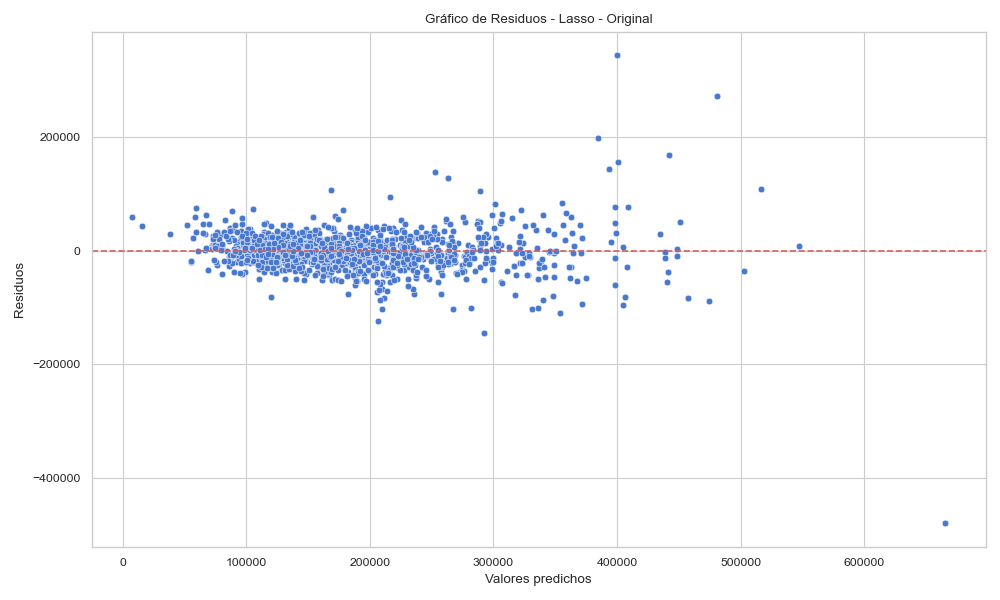 Gráfico de Residuos - Lasso - Original
Residuos
200000
0
−200000
−400000
0 100000 200000 300000 400000 500000 600000
Valores predichos